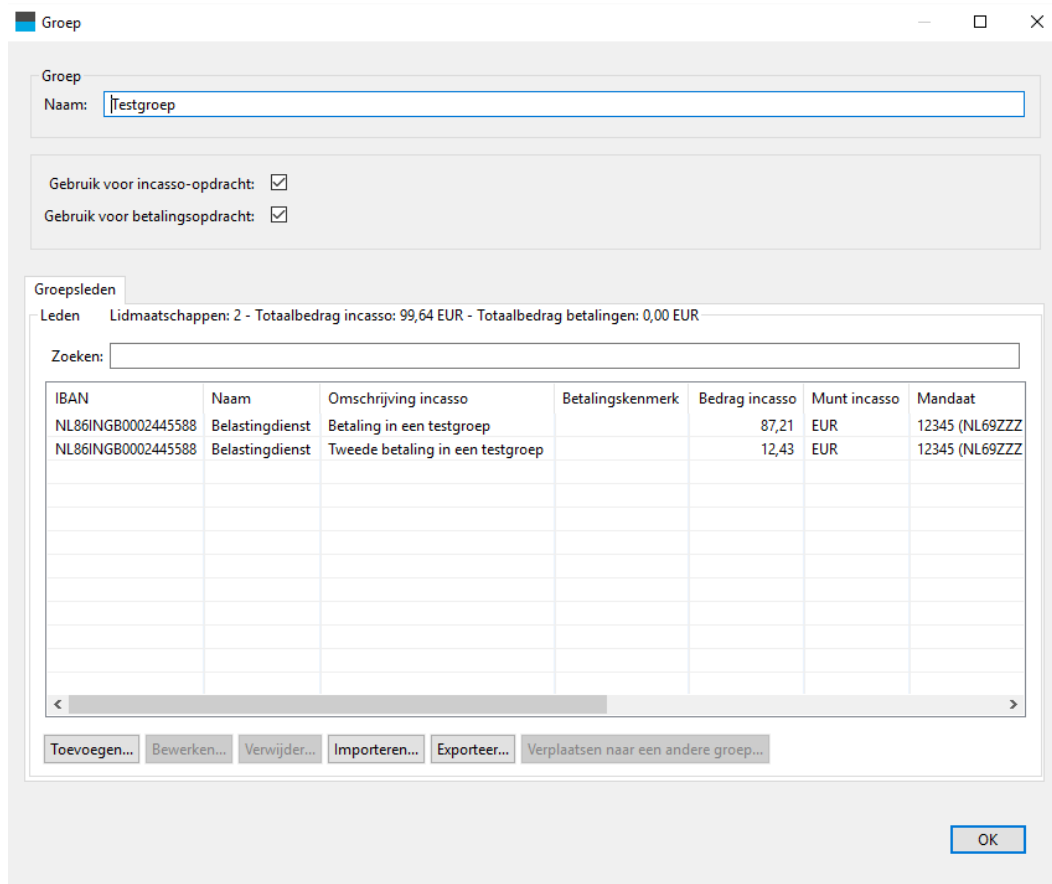 Groep
Groep
Naam: Testgroep
Gebruik voor incasso-opdracht:
Gebruik voor betalingsopdracht:
Groepsleden
Leden Lidmaatschappen: 2 - Totaalbedrag incasso: 99,64 EUR - Totaalbedrag betalingen: 0,00 EUR
Zoeken:
IBAN Naam Omschrijving incasso Betalingskenmerk Bedrag incasso Munt incasso Mandaat
NL86INGB0002445588 Belastingdienst Betaling in een testgroep 87,21 EUR 12345 (NL69ZZZ
NL86INGB0002445588 Belastingdienst Tweede betaling in een testgroep 12,43 EUR 12345 (NL69ZZZ
Toevoegen... Bewerken... Verwijder... Importeren... Exporteer... Verplaatsen naar een andere groep...
OK